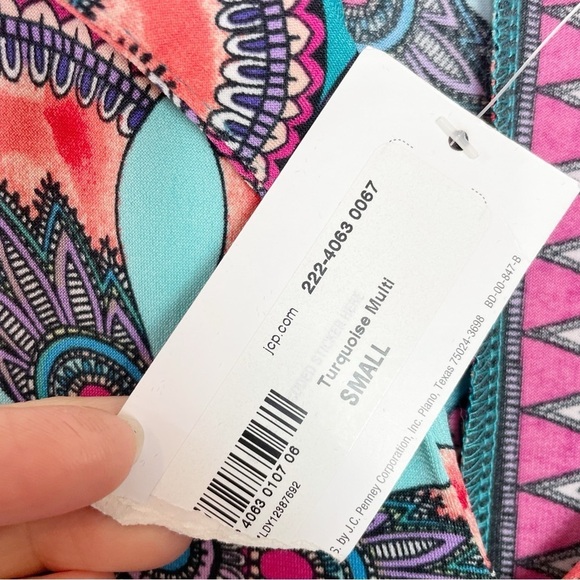 jcp.com 222-4063 0067
Turquoise Multi
SMALL
4063 0107 06
*LDY12387692
S. by J.C. Penney Corporation, Inc. Plano, Texas 75024-3698 BD-00-847-B